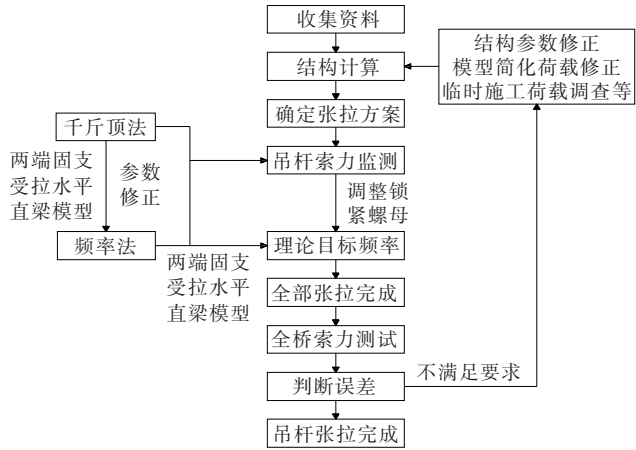 收集资料
结构计算
结构参数修正
模型简化荷载修正
临时施工荷载调查等
确定张拉方案
千斤顶法
吊杆索力监测
两端固支
受拉水平
直梁模型
参数
修正
调整锁
紧螺母
频率法
理论目标频率
两端固支
受拉水平
直梁模型
全部张拉完成
全桥索力测试
判断误差
不满足要求
吊杆张拉完成